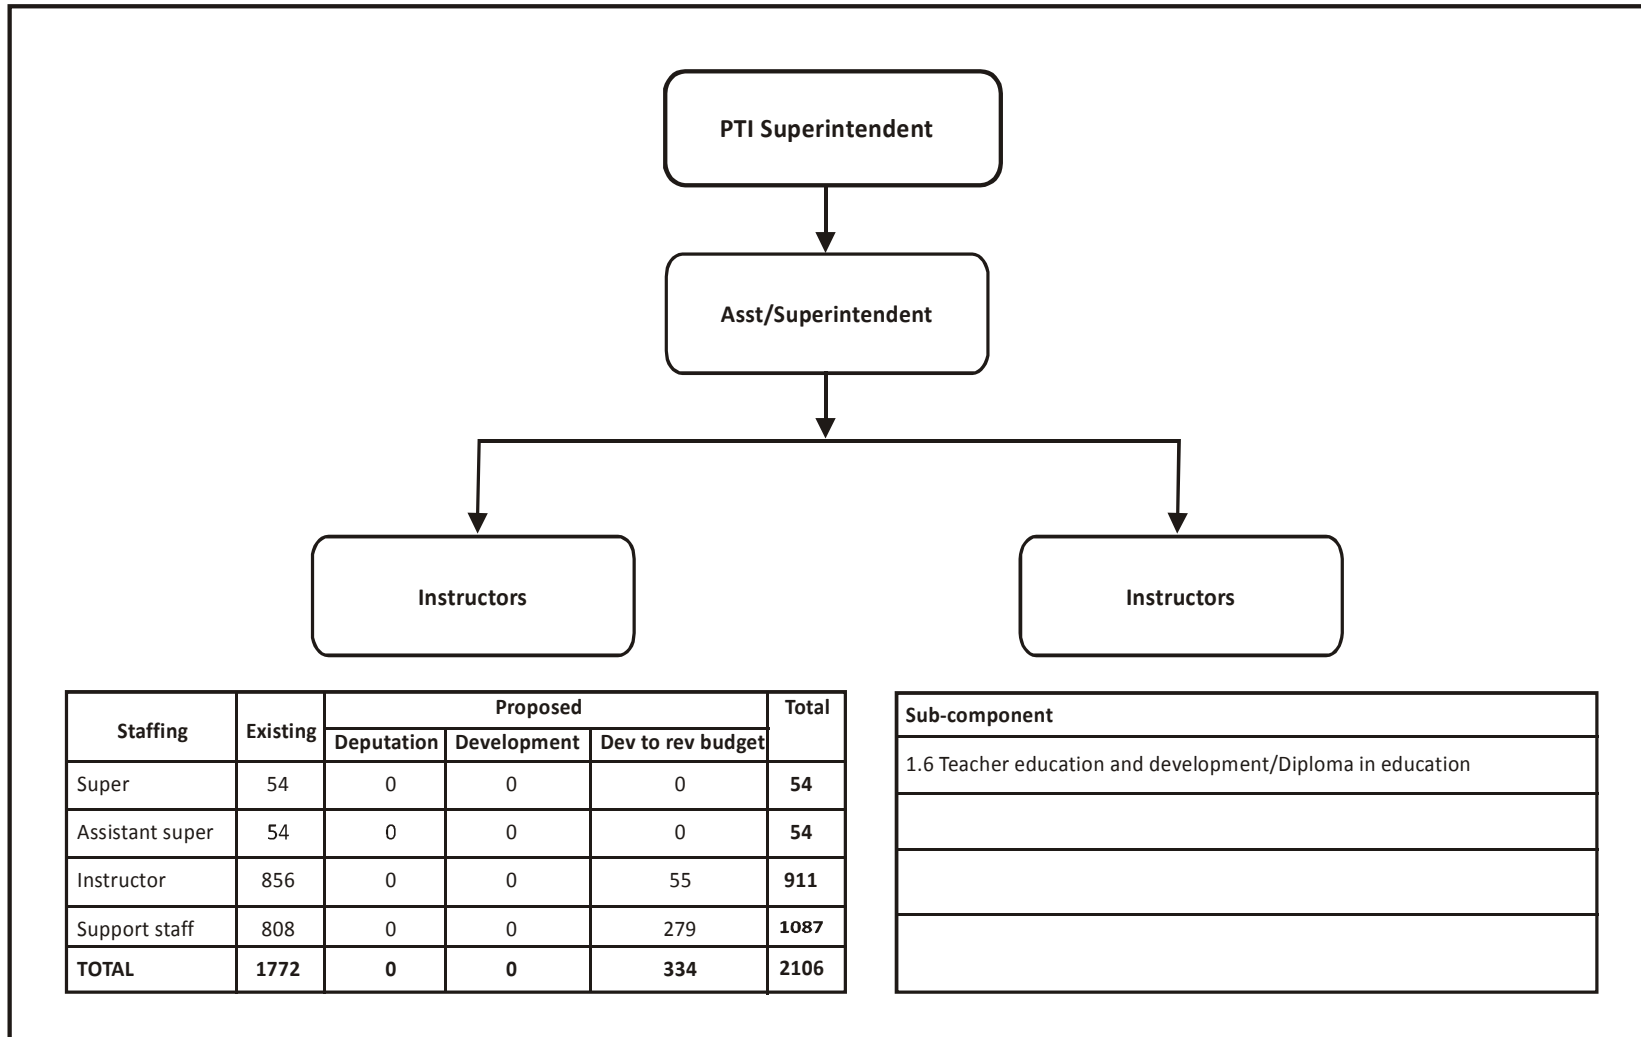 PTI Superintendent
Asst/Superintendent
Instructors
Instructors
Staffing Existing Proposed Total
Deputation Development Dev to rev budget
Super 54 0 0 0 54
Assistant super 54 0 0 0 54
Instructor 856 0 0 55 911
Support staff 808 0 0 279 1087
TOTAL 1772 0 0 334 2106
Sub-component
1.6 Teacher education and development/Diploma in education